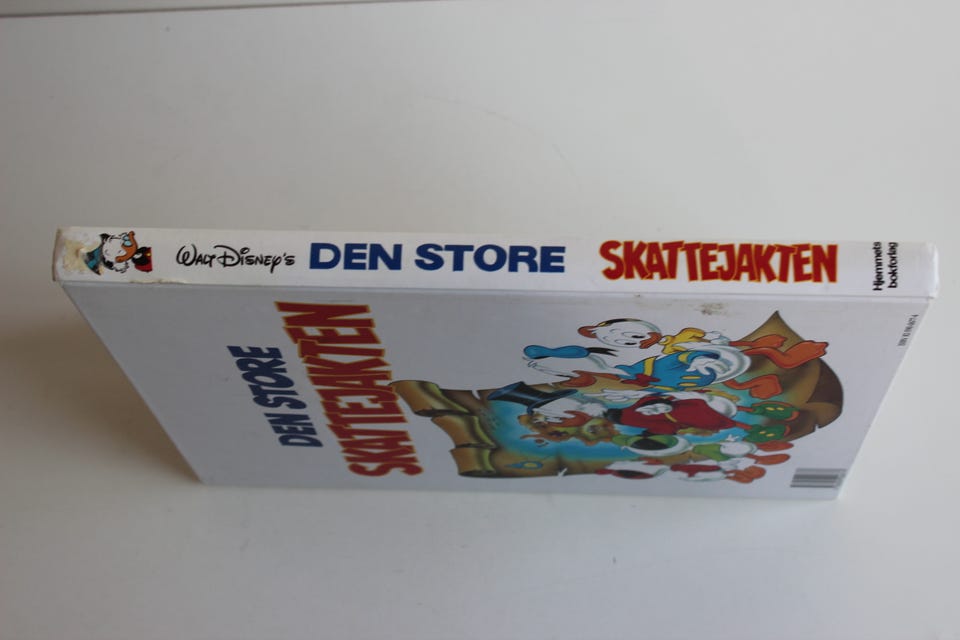 WALT DISNEY'S DEN STORE SKATTEJAKTEN
Hjemmets
bokforlag
DEN STORE
SKATTEJAKTEN